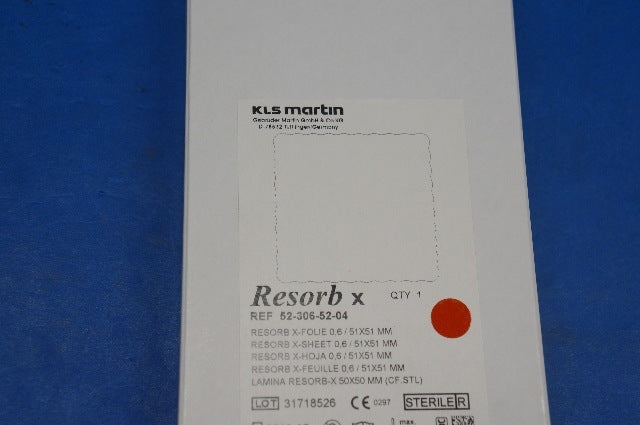 KLS martin
Gebrüder Martin GmbH & Co.KG
D-78532 Tuttlingen/Germany
Resorb x QTY 1
REF 52-306-52-04
RESORB X-FOLIE 0,6 / 51X51 MM
RESORB X-SHEET 0,6 / 51X51 MM
RESORB X-HOJA 0,6 / 51X51 MM
RESORB X-FEUILLE 0,6 / 51X51 MM
LAMINA RESORB-X 50X50 MM (CF.STL)
LOT 31718526 CE 0297 STERILE R
max.